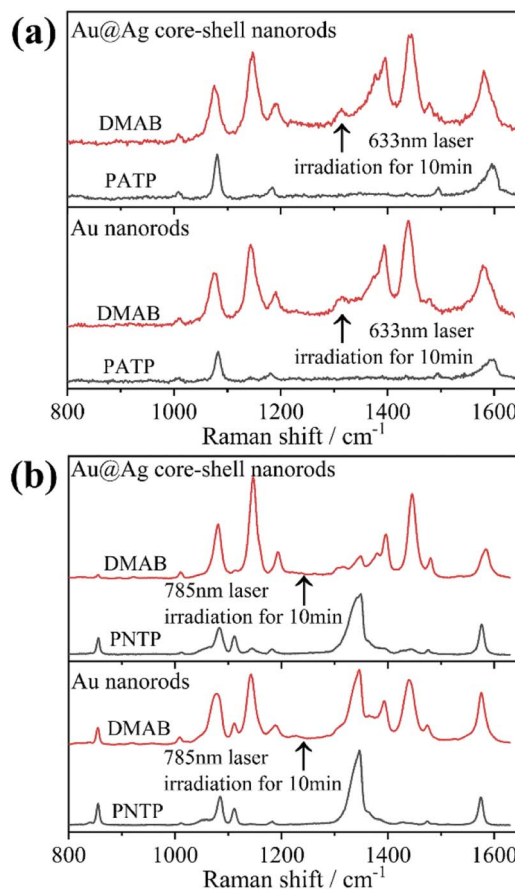 (a)
Au@Ag core-shell nanorods
DMAB
633nm laser
irradiation for 10min
PATP
Au nanorods
DMAB
633nm laser
irradiation for 10min
PATP
800 1000 1200 1400 1600
Raman shift / cm-1
(b)
Au@Ag core-shell nanorods
DMAB
785nm laser
irradiation for 10min
PNTP
Au nanorods
DMAB
785nm laser
irradiation for 10min
PNTP
800 1000 1200 1400 1600
Raman shift / cm-1